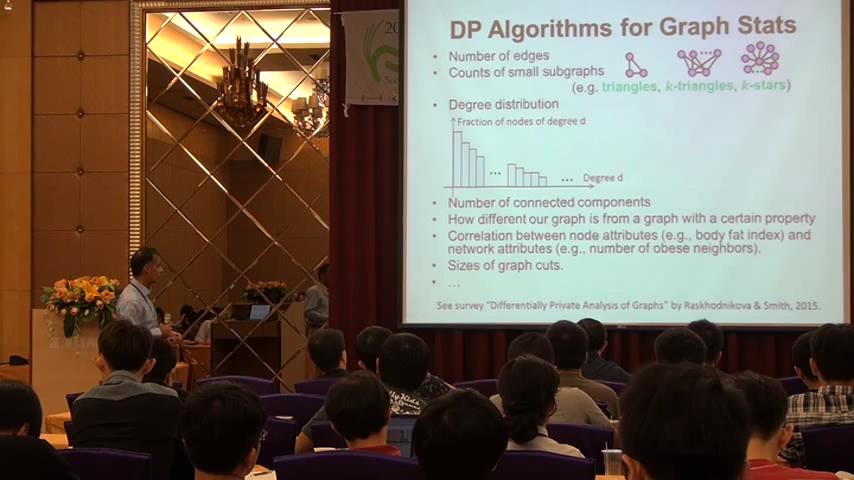 20
DP Algorithms for Graph Stats
• Number of edges
• Counts of small subgraphs
(e.g. triangles, k-triangles, k-stars)
• Degree distribution
Fraction of nodes of degree d
... ... Degree d
• Number of connected components
• How different our graph is from a graph with a certain property
• Correlation between node attributes (e.g., body fat index) and
network attributes (e.g., number of obese neighbors).
• Sizes of graph cuts.
• ...
See survey “Differentially Private Analysis of Graphs” by Raskhodnikova & Smith, 2015.